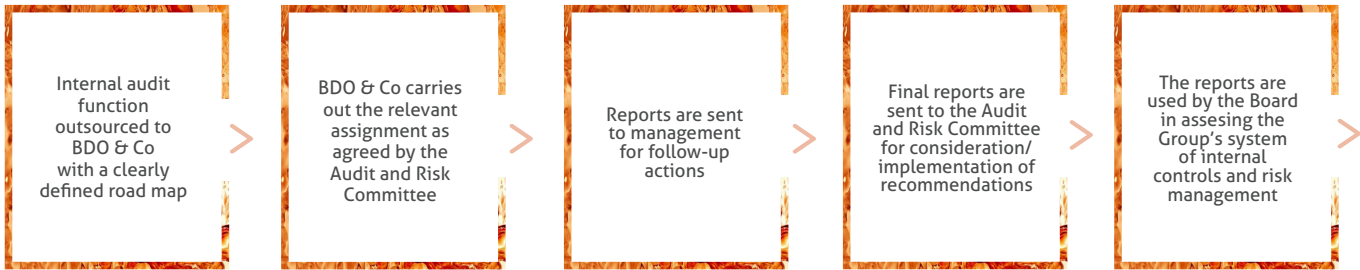 Internal audit
function
outsourced to
BDO & Co
with a clearly
defined road map
BDO & Co carries
out the relevant
assignment as
agreed by the
Audit and Risk
Committee
Reports are sent
to management
for follow-up
actions
Final reports are
sent to the Audit
and Risk Committee
for consideration/
implementation of
recommendations
The reports are
used by the Board
in assesing the
Group's system
of internal
controls and risk
management